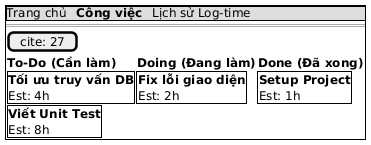 Trang chủ Công việc Lịch sử Log-time
cite: 27
To-Do (Cần làm) Doing (Đang làm) Done (Đã xong)
Tối ưu truy vấn DB Fix lỗi giao diện Setup Project
Est: 4h Est: 2h Est: 1h
Viết Unit Test
Est: 8h